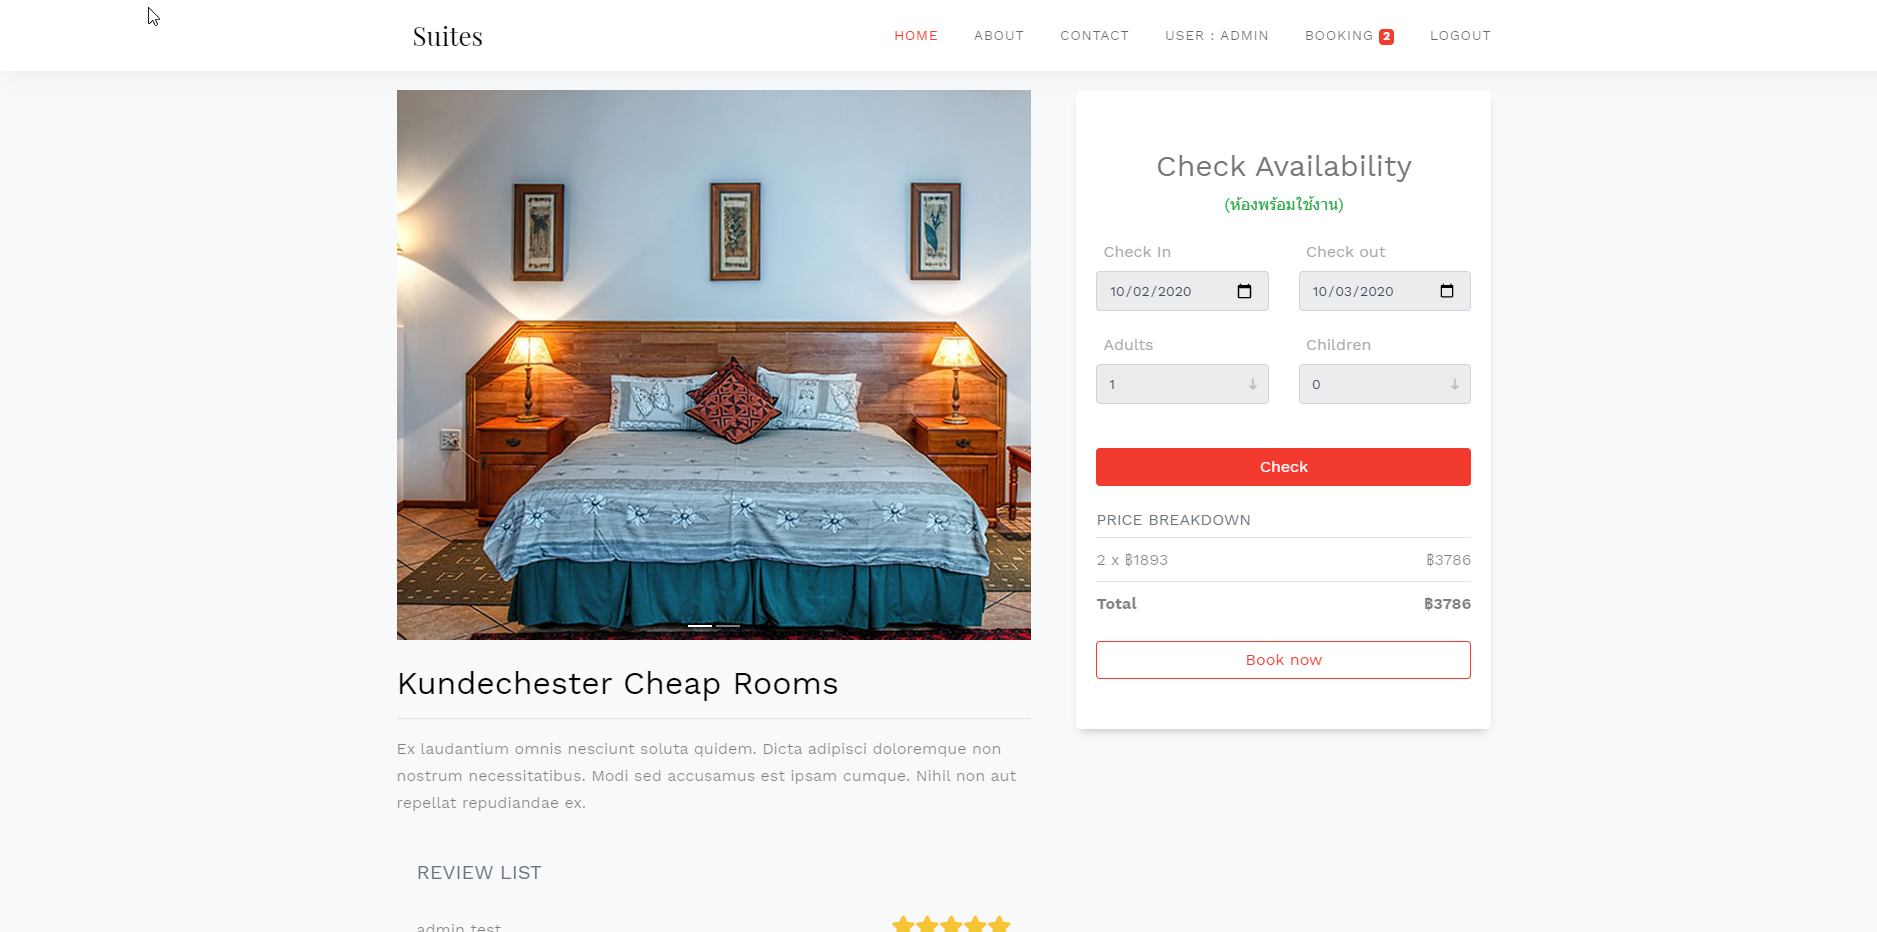 Suites
HOME
ABOUT
CONTACT
USER : ADMIN
BOOKING 2
LOGOUT
Check Availability
(ห้องพร้อมใช้งาน)
Check In
Check out
10/02/2020
10/03/2020
Adults
Children
1
0
Check
PRICE BREAKDOWN
2 x ฿1893
฿3786
Total
฿3786
Book now
Kundechester Cheap Rooms
Ex laudantium omnis nesciunt soluta quidem. Dicta adipisci doloremque non
nostrum necessitatibus. Modi sed accusamus est ipsam cumque. Nihil non aut
repellat repudiandae ex.
REVIEW LIST
admin test